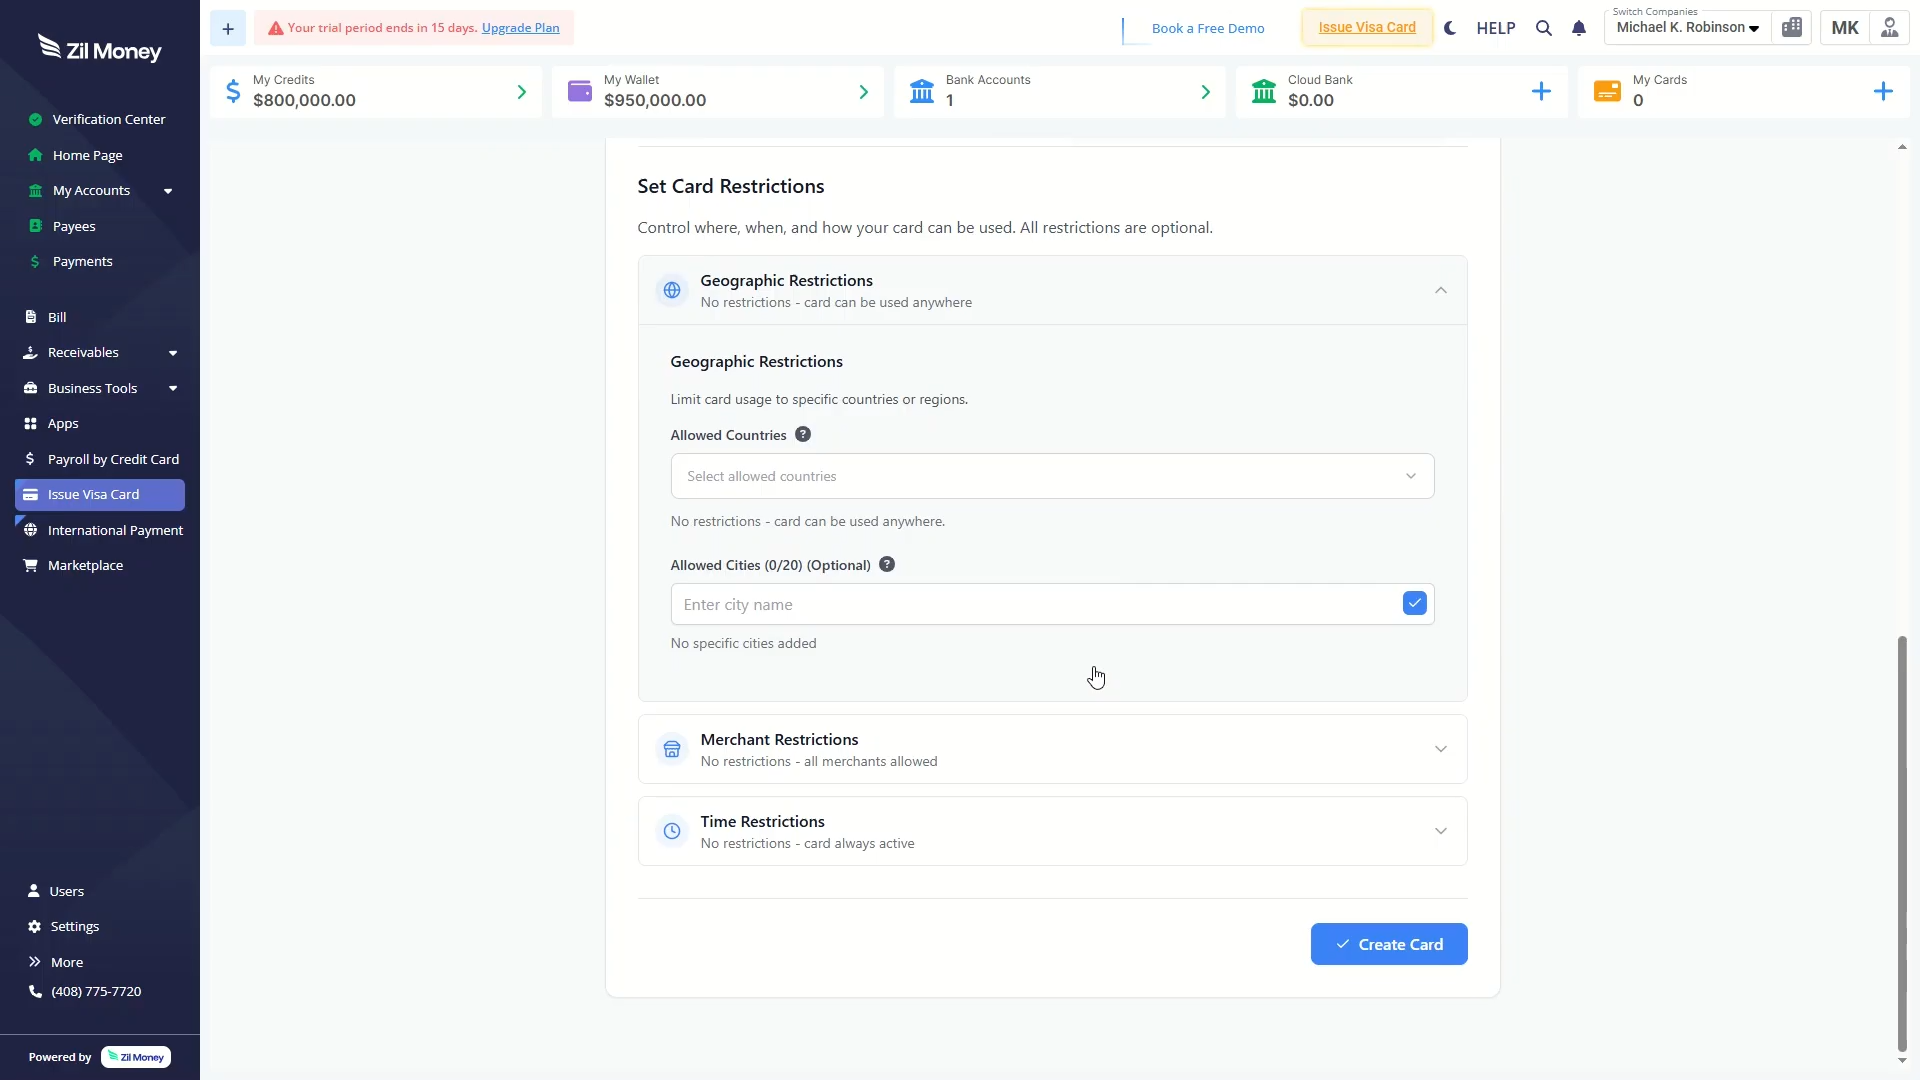 Zil Money
Verification Center
Home Page
My Accounts
Payees
Payments
Bill
Receivables
Business Tools
Apps
Payroll by Credit Card
Issue Visa Card
International Payment
Marketplace
Users
Settings
More
(408) 775-7720
Powered by Zil Money
+
Your trial period ends in 15 days. Upgrade Plan
Book a Free Demo
Issue Visa Card
HELP
Switch Companies
Michael K. Robinson
MK
My Credits
$800,000.00
My Wallet
$950,000.00
Bank Accounts
1
Cloud Bank
$0.00
My Cards
0
Set Card Restrictions
Control where, when, and how your card can be used. All restrictions are optional.
Geographic Restrictions
No restrictions - card can be used anywhere
Geographic Restrictions
Limit card usage to specific countries or regions.
Allowed Countries ?
Select allowed countries
No restrictions - card can be used anywhere.
Allowed Cities (0/20) (Optional) ?
Enter city name
No specific cities added
Merchant Restrictions
No restrictions - all merchants allowed
Time Restrictions
No restrictions - card always active
Create Card